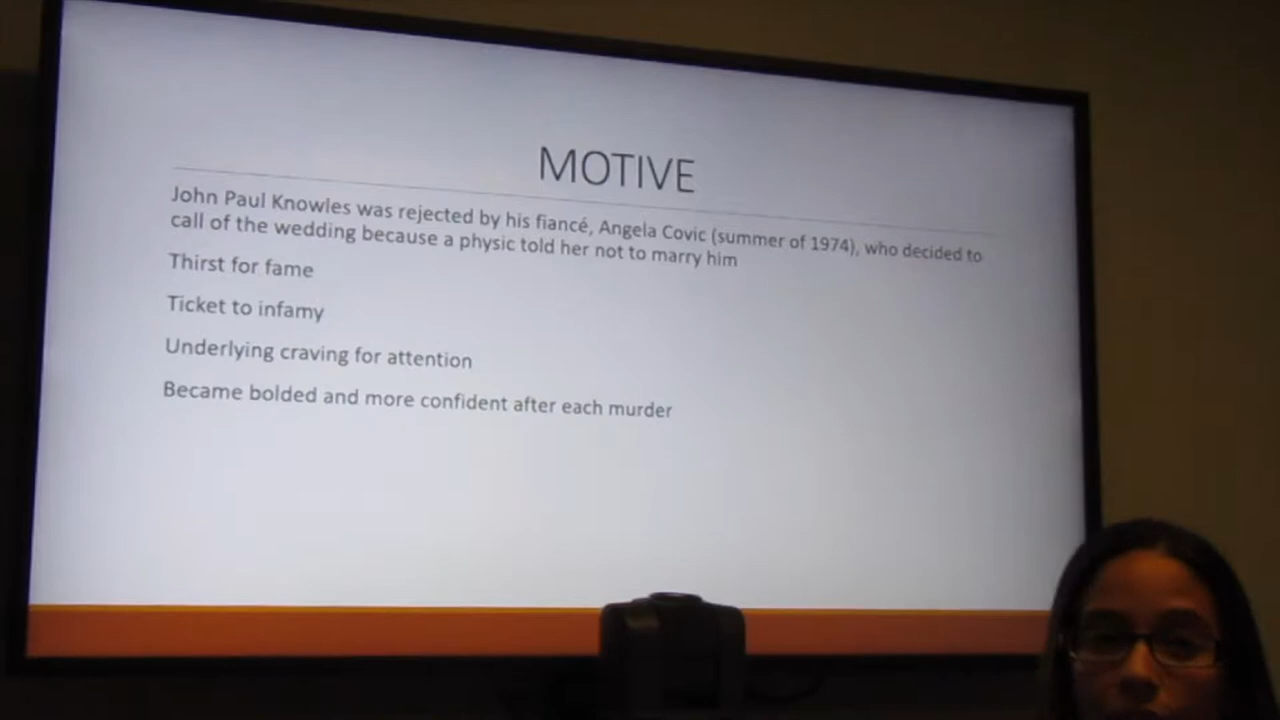 MOTIVE
John Paul Knowles was rejected by his fiancé, Angela Covic (summer of 1974), who decided to
call of the wedding because a physic told her not to marry him
Thirst for fame
Ticket to infamy
Underlying craving for attention
Became bolded and more confident after each murder